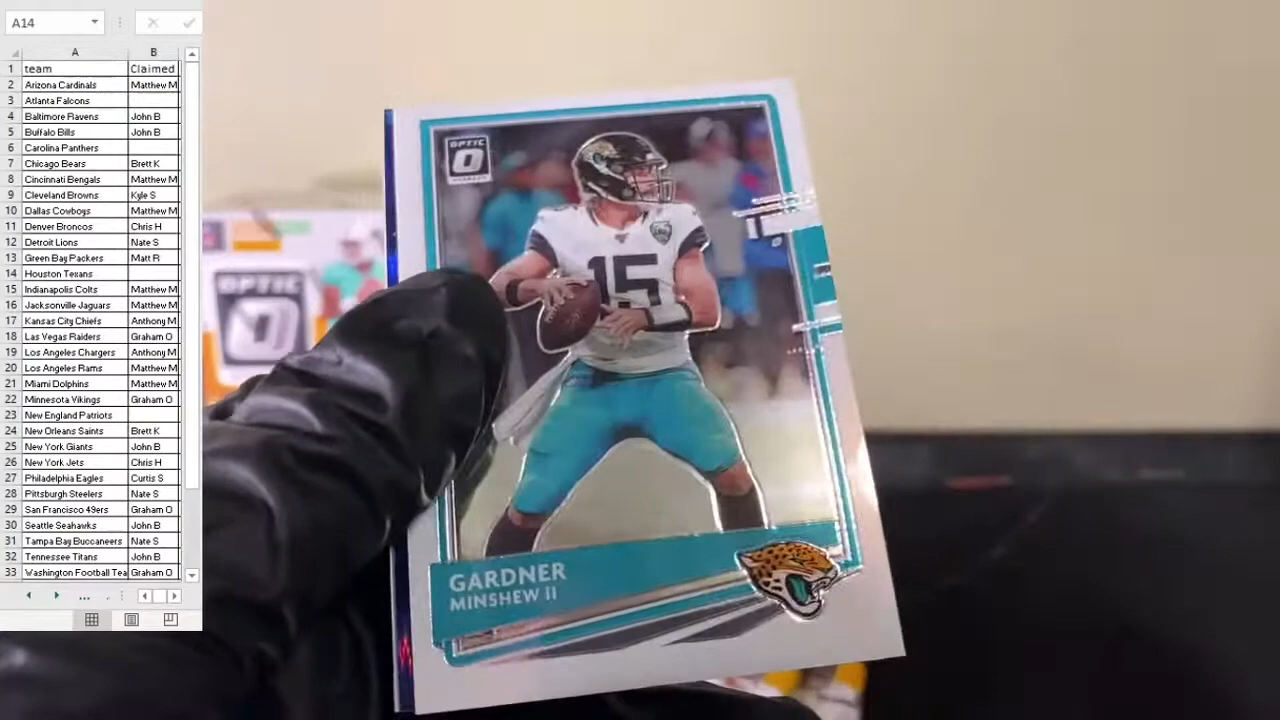 A14
A B
1 team Claimed
2 Arizona Cardinals Matthew M
3 Atlanta Falcons
4 Baltimore Ravens John B
5 Buffalo Bills John B
6 Carolina Panthers
7 Chicago Bears Brett K
8 Cincinnati Bengals Matthew M
9 Cleveland Browns Kyle S
10 Dallas Cowboys Matthew M
11 Denver Broncos Chris H
12 Detroit Lions Nate S
13 Green Bay Packers Matt R
14 Houston Texans
15 Indianapolis Colts Matthew M
16 Jacksonville Jaguars Matthew M
17 Kansas City Chiefs Anthony M
18 Las Vegas Raiders Graham O
19 Los Angeles Chargers Anthony M
20 Los Angeles Rams Matthew M
21 Miami Dolphins Matthew M
22 Minnesota Vikings Graham O
23 New England Patriots
24 New Orleans Saints Brett K
25 New York Giants John B
26 New York Jets Chris H
27 Philadelphia Eagles Curtis S
28 Pittsburgh Steelers Nate S
29 San Francisco 49ers Graham O
30 Seattle Seahawks John B
31 Tampa Bay Buccaneers Nate S
32 Tennessee Titans John B
33 Washington Football Tea Graham O
...
OPTIC
15
GARDNER
MINSHEW II
OPTIC